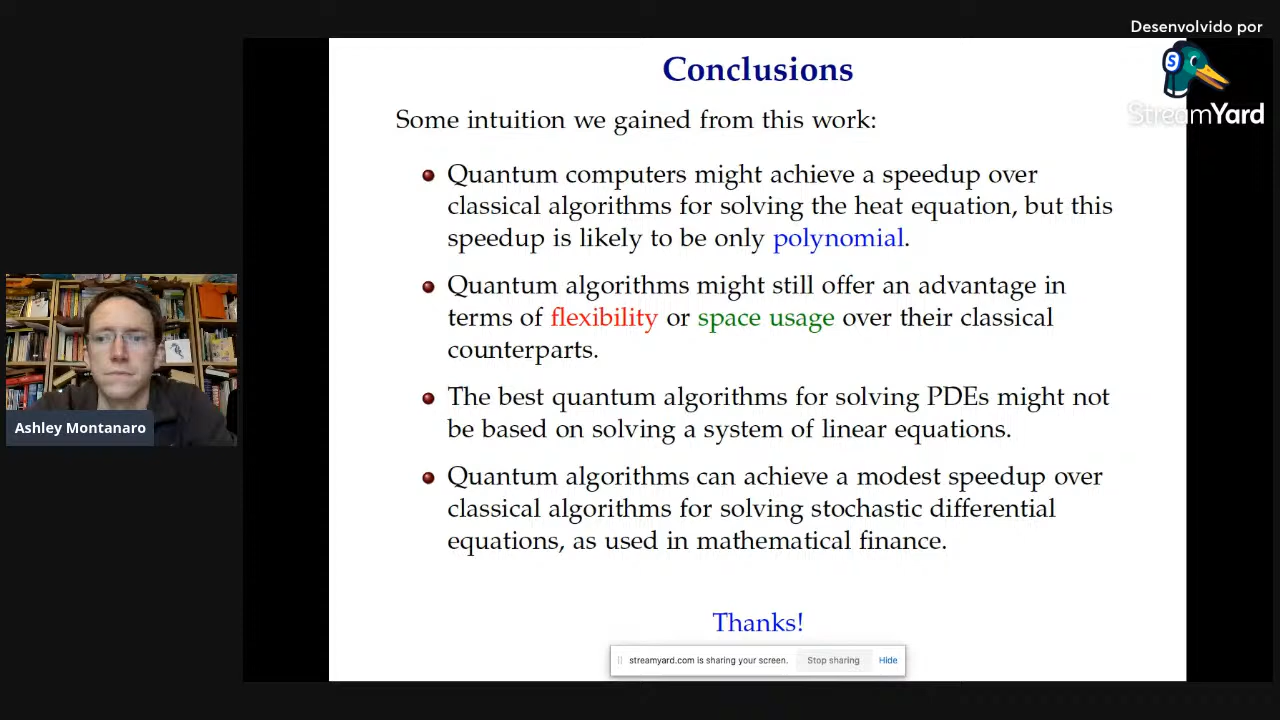 Desenvolvido por
S
StreamYard
Conclusions
Some intuition we gained from this work:
Quantum computers might achieve a speedup over
classical algorithms for solving the heat equation, but this
speedup is likely to be only polynomial.
Quantum algorithms might still offer an advantage in
terms of flexibility or space usage over their classical
counterparts.
The best quantum algorithms for solving PDEs might not
be based on solving a system of linear equations.
Quantum algorithms can achieve a modest speedup over
classical algorithms for solving stochastic differential
equations, as used in mathematical finance.
Thanks!
streamyard.com is sharing your screen. Stop sharing Hide
Ashley Montanaro